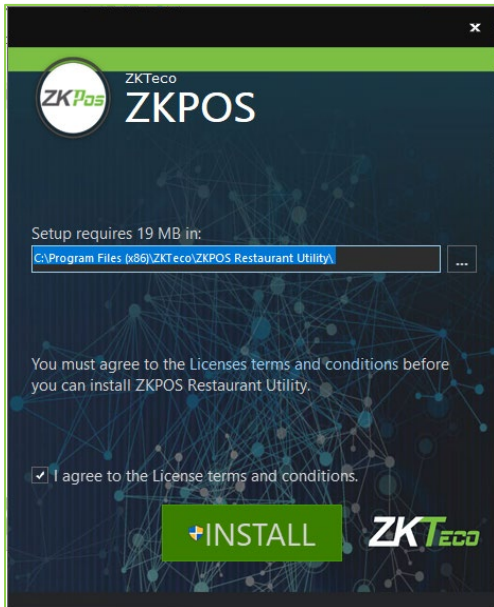 x
ZKPos
ZKTeco
ZKPOS
Setup requires 19 MB in:
C:\Program Files (x86)\ZKTeco\ZKPOS Restaurant Utility\
...
You must agree to the Licenses terms and conditions before
you can install ZKPOS Restaurant Utility.
I agree to the License terms and conditions.
INSTALL
ZKTeco